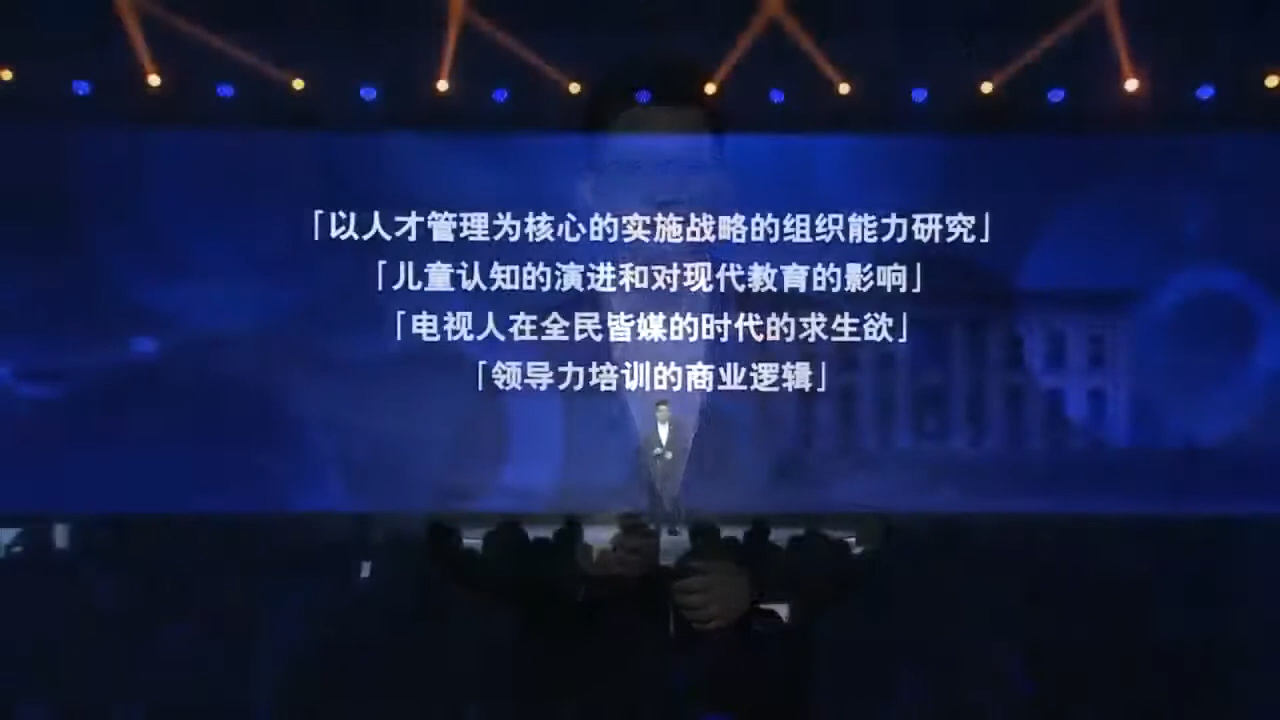 「以人才管理为核心的实施战略的组织能力研究」
「儿童认知的演进和对现代教育的影响」
「电视人在全民皆媒的时代的求生欲」
「领导力培训的商业逻辑」